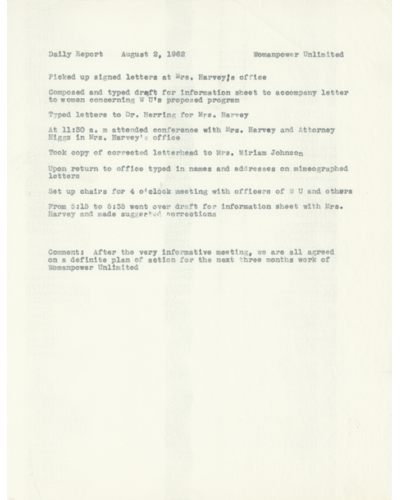 Daily Report August 2, 1962 Womanpower Unlimited
Picked up signed letters at Mrs. Harvey's office
Composed and typed draft for information sheet to accompany letter
to women concerning W U's proposed program
Typed letters to Dr. Herring for Mrs. Harvey
At 11:30 a. m attended conference with Mrs. Harvey and Attorney
Higgs in Mrs. Harvey's office
Took copy of corrected letterhead to Mrs. Miriam Johnson
Upon return to office typed in names and addresses on mimeographed
letters
Set up chairs for 4 o'clock meeting with officers of W U and others
From 5:15 to 5:35 went over draft for information sheet with Mrs.
Harvey and made suggested corrections
Comment: After the very informative meeting, we are all agreed
on a definite plan of action for the next three months work of
Womanpower Unlimited